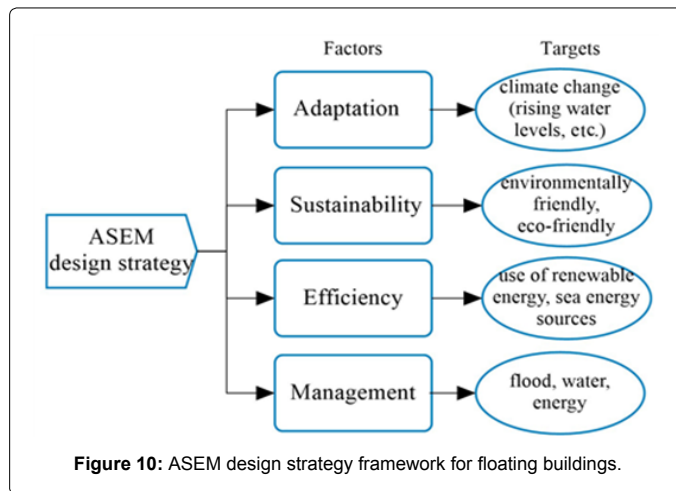 Factors
Targets
Adaptation
climate change
(rising water
levels, etc.)
Sustainability
environmentally
friendly,
eco-friendly
ASEM
design strategy
Efficiency
use of renewable
energy, sea energy
sources
Management
flood, water,
energy
Figure 10: ASEM design strategy framework for floating buildings.